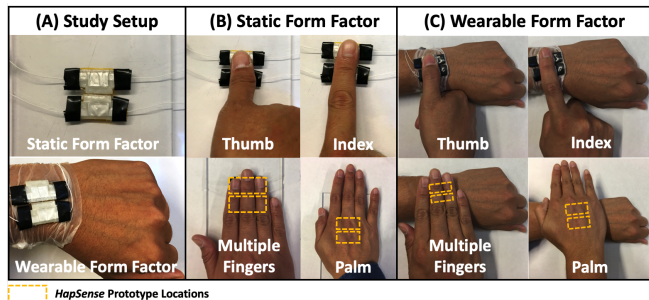 (A) Study Setup
Static Form Factor
Wearable Form Factor
(B) Static Form Factor
Thumb
Index
Multiple
Fingers
Palm
(C) Wearable Form Factor
Thumb
Index
Multiple
Fingers
Palm
HapSense Prototype Locations